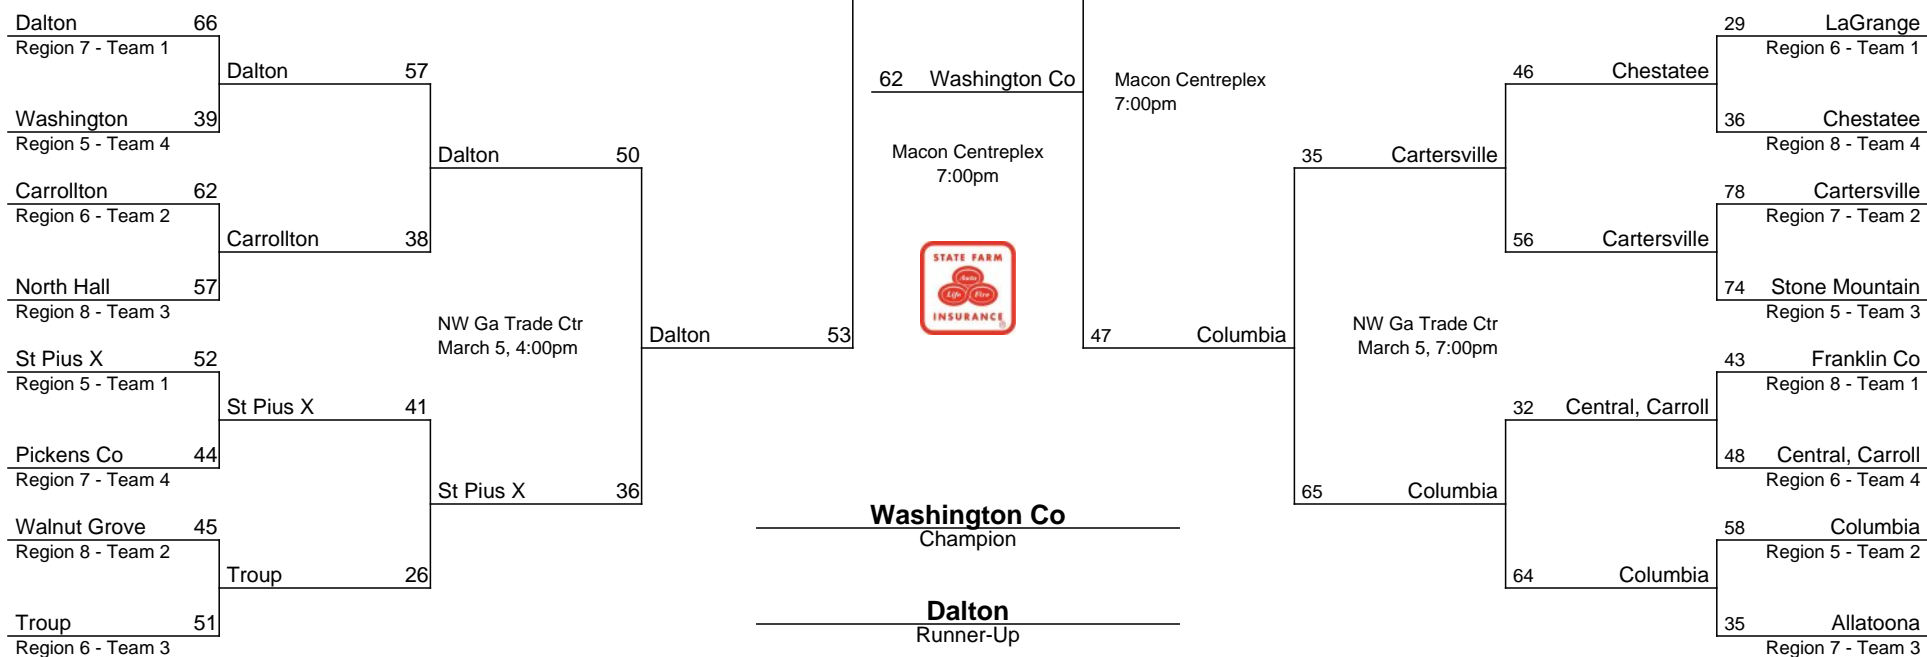 Dalton 66
Region 7 - Team 1
Dalton 57
Washington 39
Region 5 - Team 4
Dalton 50
Carrollton 62
Region 6 - Team 2
Carrollton 38
North Hall 57
Region 8 - Team 3
NW Ga Trade Ctr
March 5, 4:00pm
Dalton 53
St Pius X 52
Region 5 - Team 1
St Pius X 41
Pickens Co 44
Region 7 - Team 4
St Pius X 36
Walnut Grove 45
Region 8 - Team 2
Troup 26
Troup 51
Region 6 - Team 3
62 Washington Co
Macon Centreplex
7:00pm
Macon Centreplex
7:00pm
STATE FARM
Auto
Life Fire
INSURANCE
®
Washington Co
Champion
Dalton
Runner-Up
29 LaGrange
Region 6 - Team 1
46 Chestatee
36 Chestatee
Region 8 - Team 4
35 Cartersville
78 Cartersville
Region 7 - Team 2
56 Cartersville
74 Stone Mountain
Region 5 - Team 3
NW Ga Trade Ctr
March 5, 7:00pm
47 Columbia
43 Franklin Co
Region 8 - Team 1
32 Central, Carroll
48 Central, Carroll
Region 6 - Team 4
65 Columbia
58 Columbia
Region 5 - Team 2
64 Columbia
35 Allatoona
Region 7 - Team 3